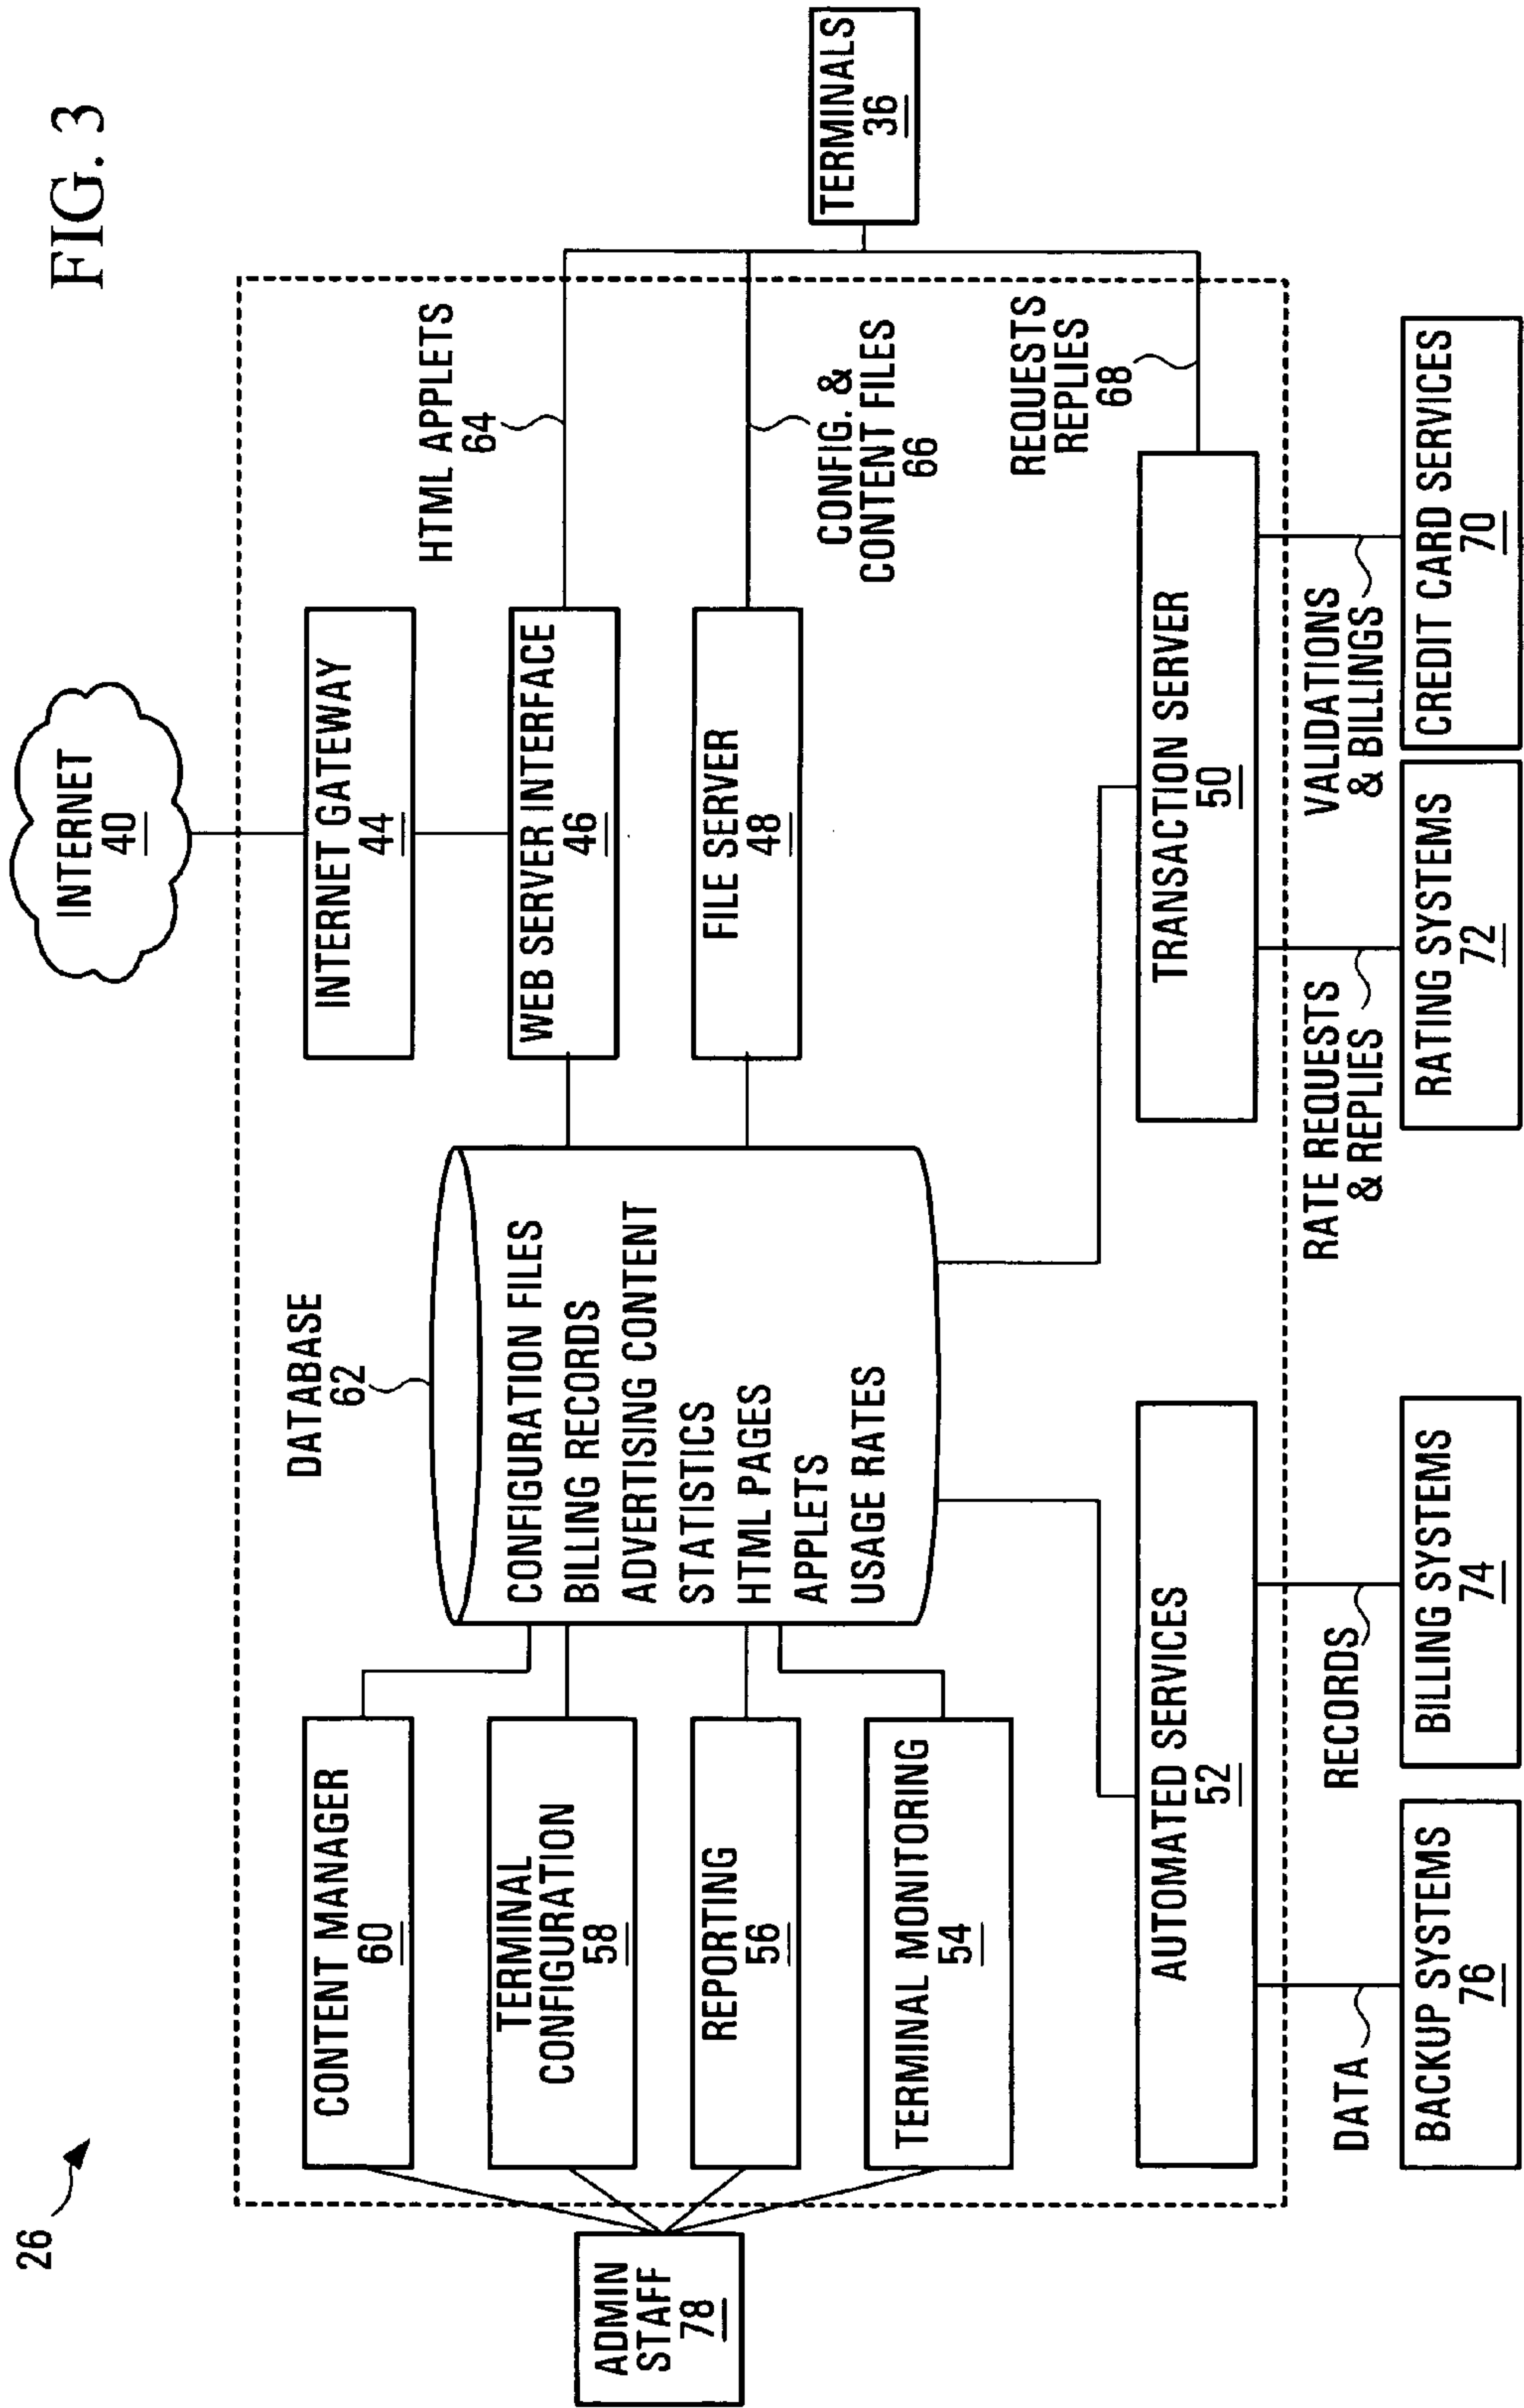 FIG. 3
26
INTERNET
40
DATABASE
62
HTML APPLETS
64
CONTENT MANAGER
60
INTERNET GATEWAY
44
TERMINAL
CONFIGURATION
58
CONFIGURATION FILES
BILLING RECORDS
ADVERTISING CONTENT
STATISTICS
HTML PAGES
APPLETS
USAGE RATES
WEB SERVER INTERFACE
46
ADMIN
STAFF
78
REPORTING
56
FILE SERVER
48
CONFIG. &
CONTENT FILES
66
TERMINALS
36
TERMINAL MONITORING
54
REQUESTS
REPLIES
68
AUTOMATED SERVICES
52
TRANSACTION SERVER
50
DATA
RECORDS
RATE REQUESTS
& REPLIES
VALIDATIONS
& BILLINGS
BACKUP SYSTEMS
76
BILLING SYSTEMS
74
RATING SYSTEMS
72
CREDIT CARD SERVICES
70